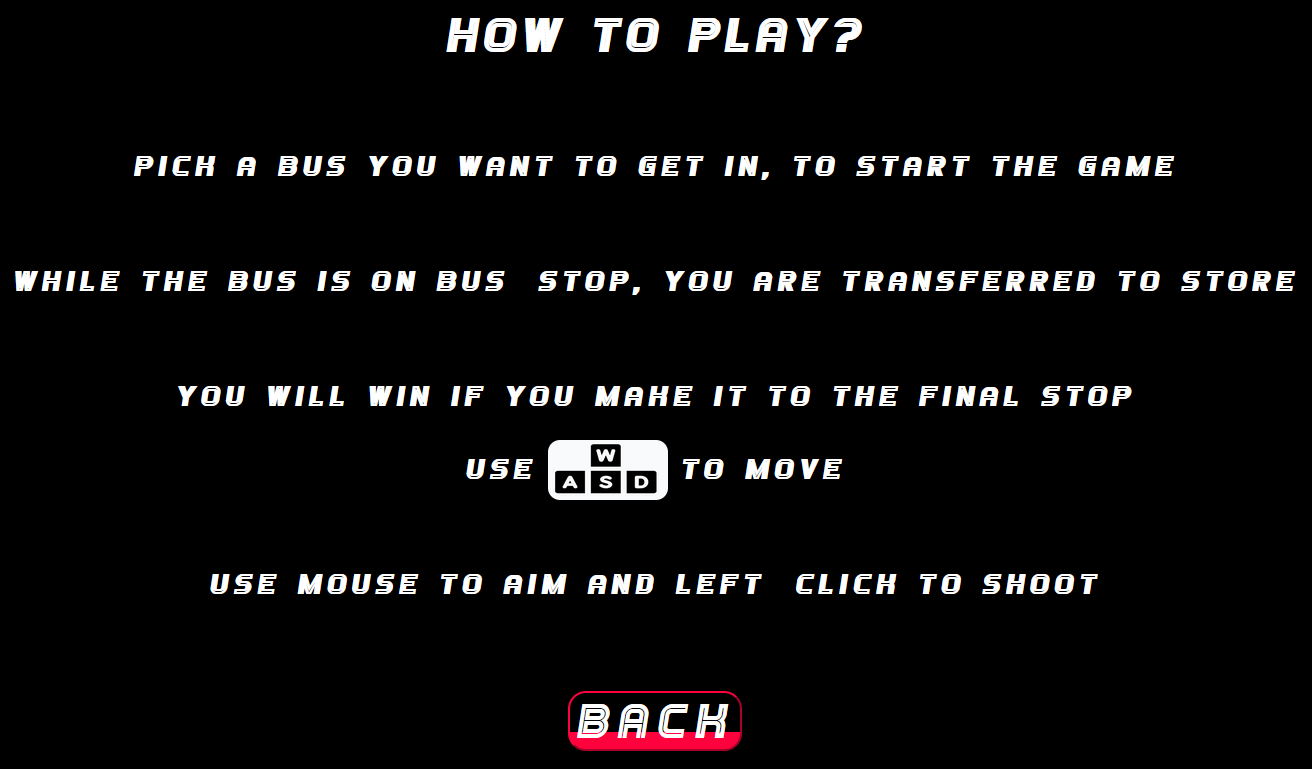 HOW TO PLAY?
PICK A BUS YOU WANT TO GET IN, TO START THE GAME
WHILE THE BUS IS ON BUS STOP, YOU ARE TRANSFERRED TO STORE
YOU WILL WIN IF YOU MAKE IT TO THE FINAL STOP
W
USE A S D TO MOVE
USE MOUSE TO AIM AND LEFT CLICK TO SHOOT
BACK